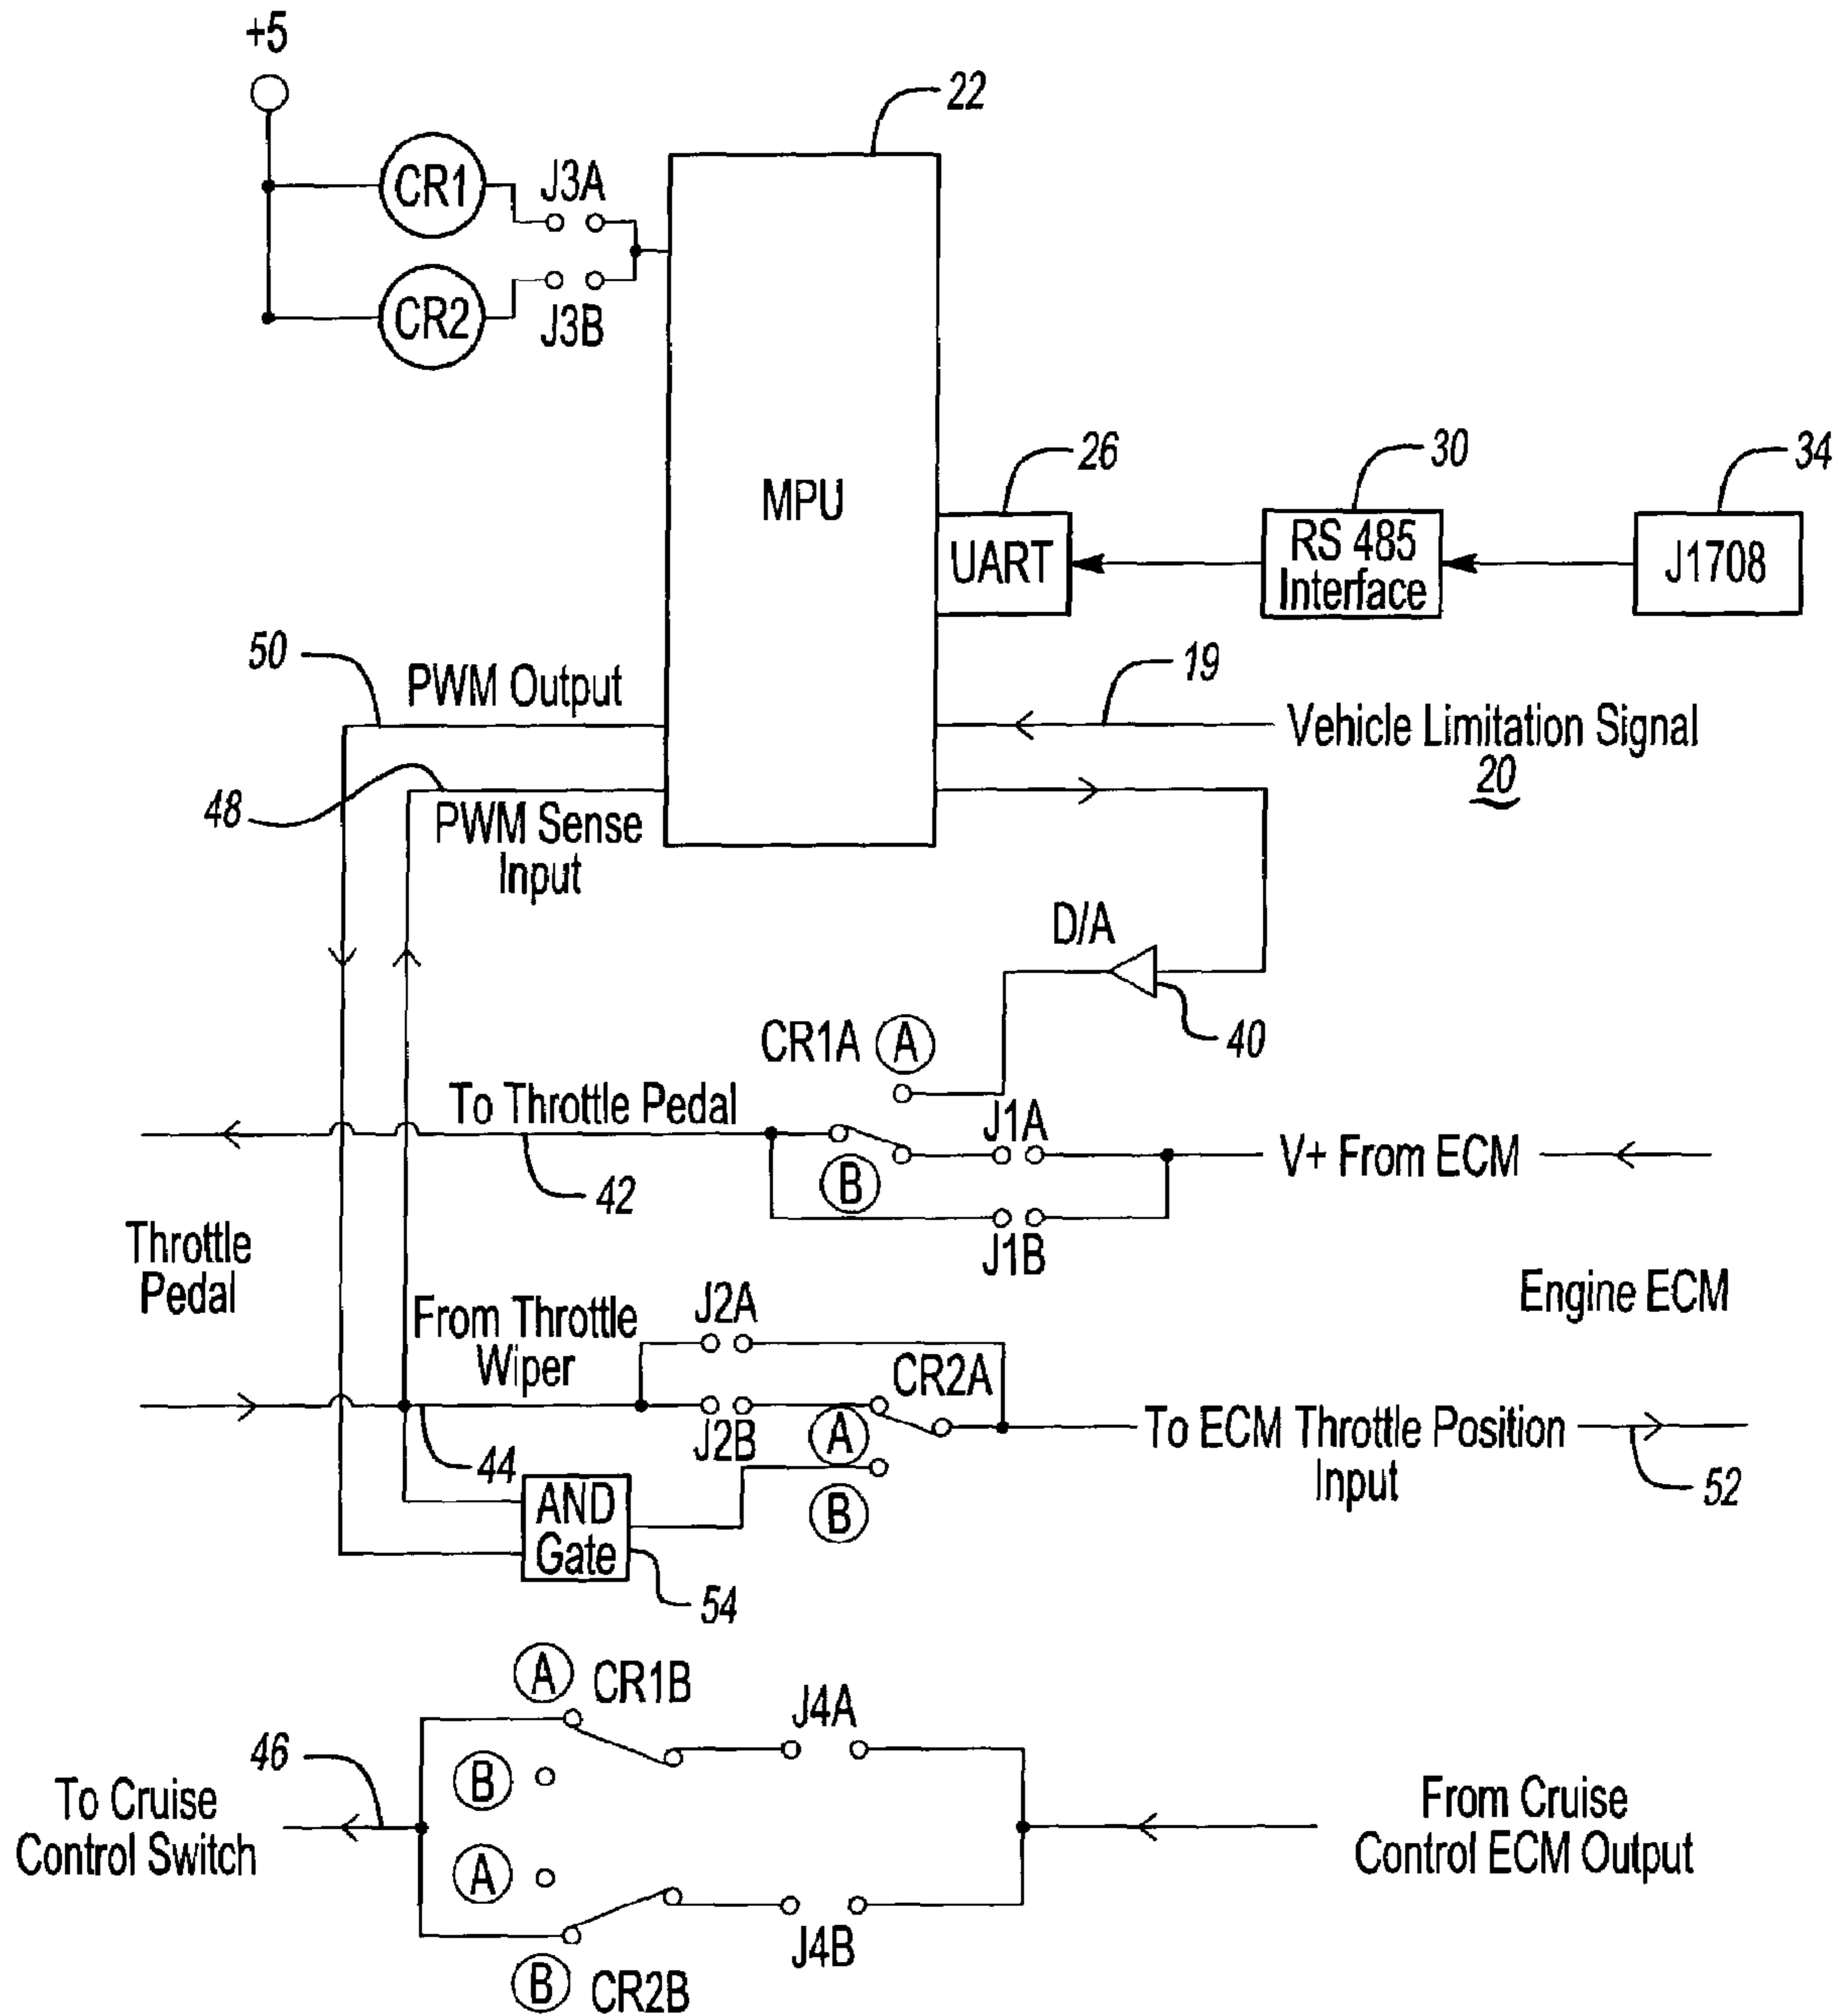 +5
22
CR1
J3A
CR2
J3B
MPU
26
30
34
UART
RS 485
Interface
J1708
50
PWM Output
19
Vehicle Limitation Signal
20
48
PWM Sense
Input
D/A
40
CR1A
A
To Throttle Pedal
J1A
V+ From ECM
B
42
J1B
Throttle
Pedal
Engine ECM
From Throttle
Wiper
J2A
CR2A
J2B
A
To ECM Throttle Position
Input
44
52
B
AND
Gate
54
A
CR1B
J4A
46
B
To Cruise
Control Switch
From Cruise
Control ECM Output
A
J4B
B
CR2B